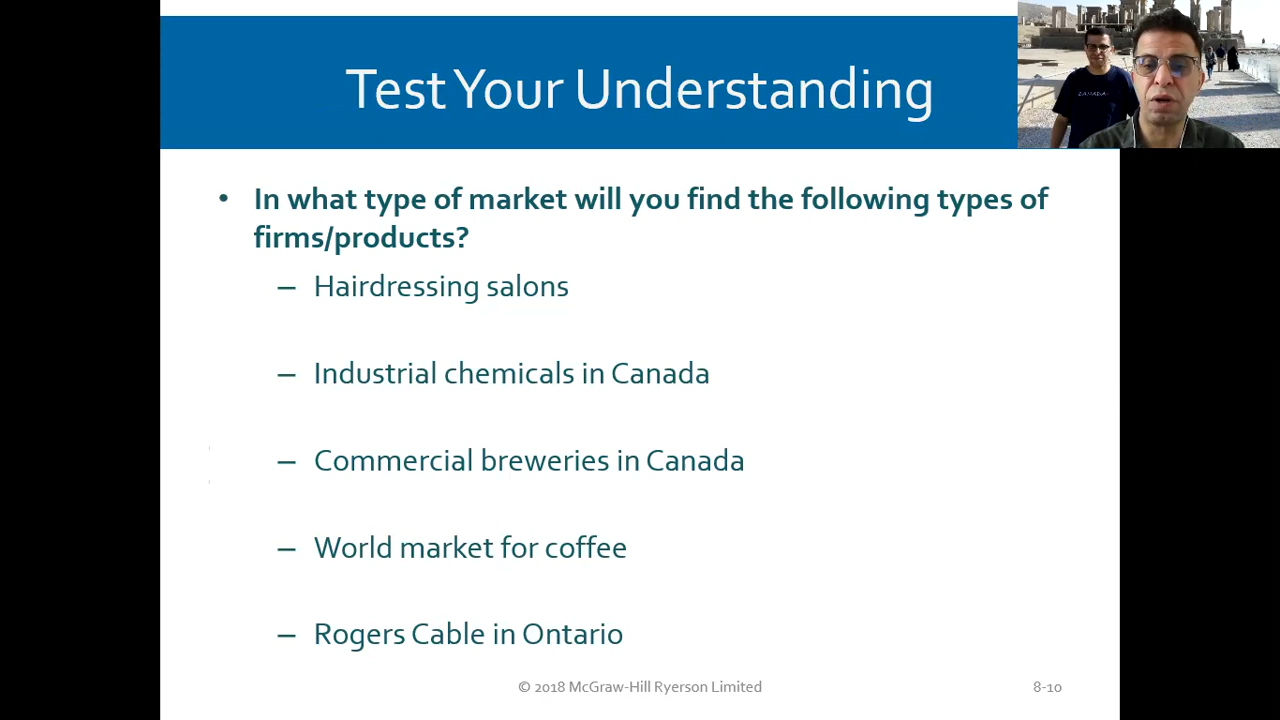 Test Your Understanding
• In what type of market will you find the following types of
firms/products?
– Hairdressing salons
– Industrial chemicals in Canada
– Commercial breweries in Canada
– World market for coffee
– Rogers Cable in Ontario
© 2018 McGraw-Hill Ryerson Limited
8-10
CANADA